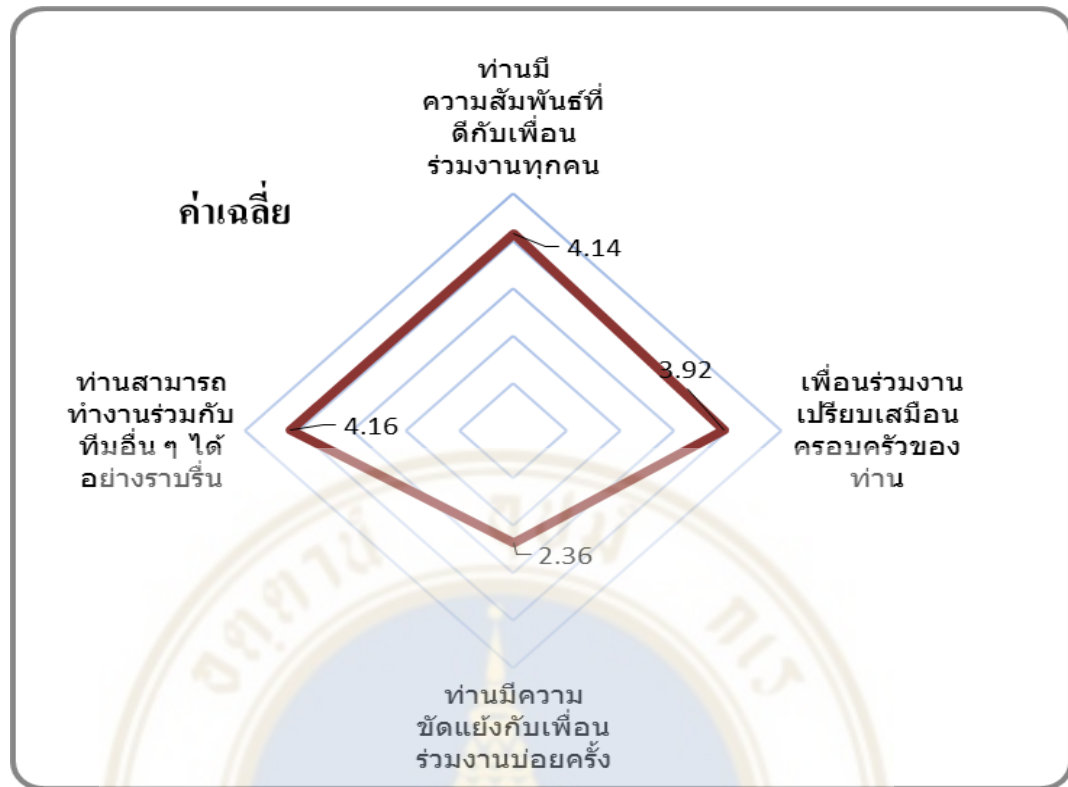 ท่านมี
ความสัมพันธ์ที่
ดีกับเพื่อน
ร่วมงานทุกคน
ค่าเฉลี่ย
4.14
3.92
เพื่อนร่วมงาน
เปรียบเสมือน
ครอบครัวของ
ท่าน
ท่านสามารถ
ทำงานร่วมกับ
ทีมอื่น ๆ ได้
อย่างราบรื่น
4.16
2.36
ท่านมีความ
ขัดแย้งกับเพื่อน
ร่วมงานบ่อยครั้ง